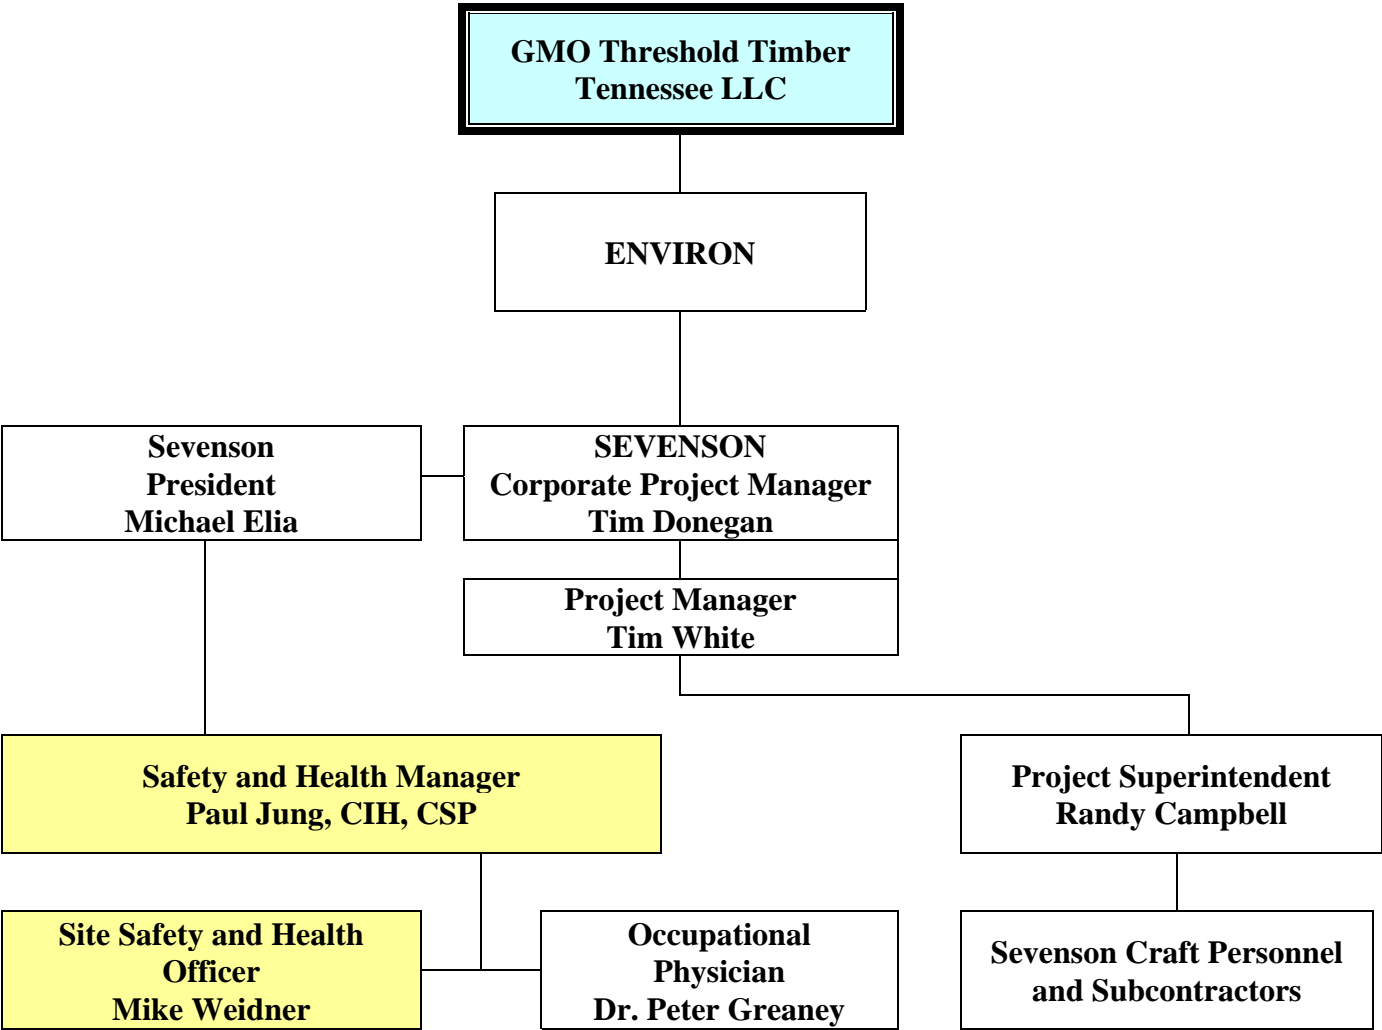 GMO Threshold Timber
Tennessee LLC
ENVIRON
Sevenson
President
Michael Elia
SEVENSON
Corporate Project Manager
Tim Donegan
Project Manager
Tim White
Safety and Health Manager
Paul Jung, CIH, CSP
Project Superintendent
Randy Campbell
Site Safety and Health
Officer
Mike Weidner
Occupational
Physician
Dr. Peter Greaney
Sevenson Craft Personnel
and Subcontractors